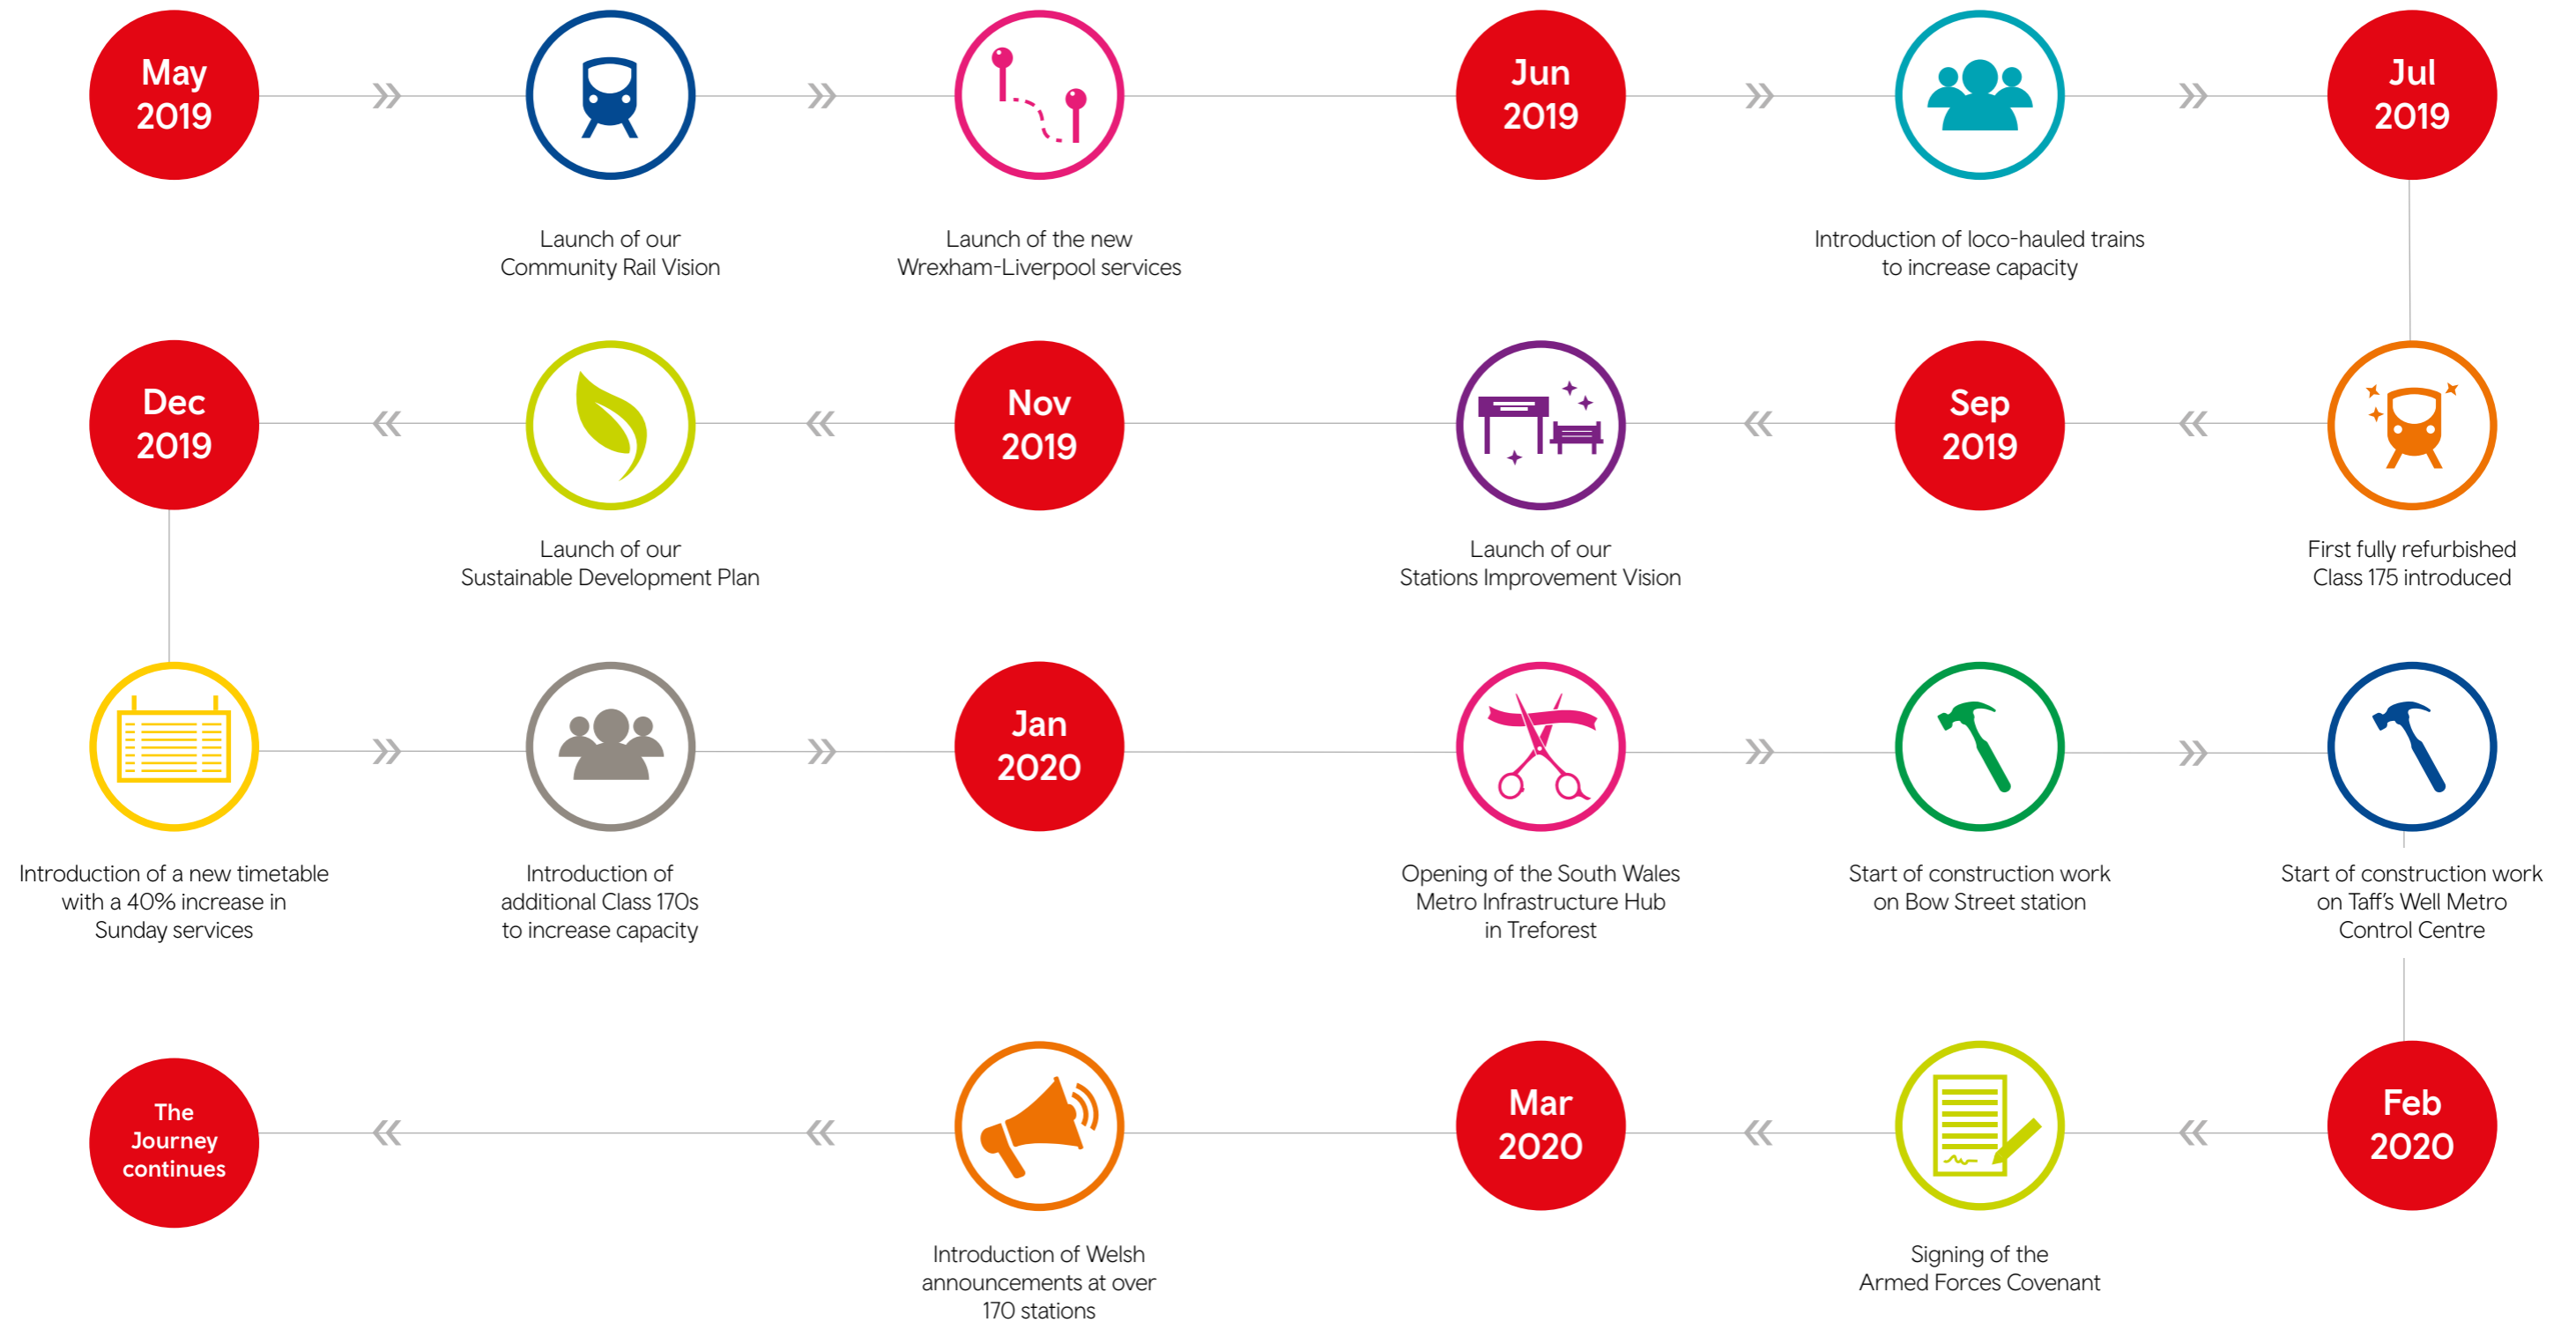 May
2019
Launch of our
Community Rail Vision
Launch of the new
Wrexham-Liverpool services
Jun
2019
Introduction of loco-hauled trains
to increase capacity
Jul
2019
First fully refurbished
Class 175 introduced
Sep
2019
Launch of our
Stations Improvement Vision
Nov
2019
Launch of our
Sustainable Development Plan
Dec
2019
Introduction of a new timetable
with a 40% increase in
Sunday services
Introduction of
additional Class 170s
to increase capacity
Jan
2020
Opening of the South Wales
Metro Infrastructure Hub
in Treforest
Start of construction work
on Bow Street station
Start of construction work
on Taff's Well Metro
Control Centre
Feb
2020
Signing of the
Armed Forces Covenant
Mar
2020
Introduction of Welsh
announcements at over
170 stations
The
Journey
continues